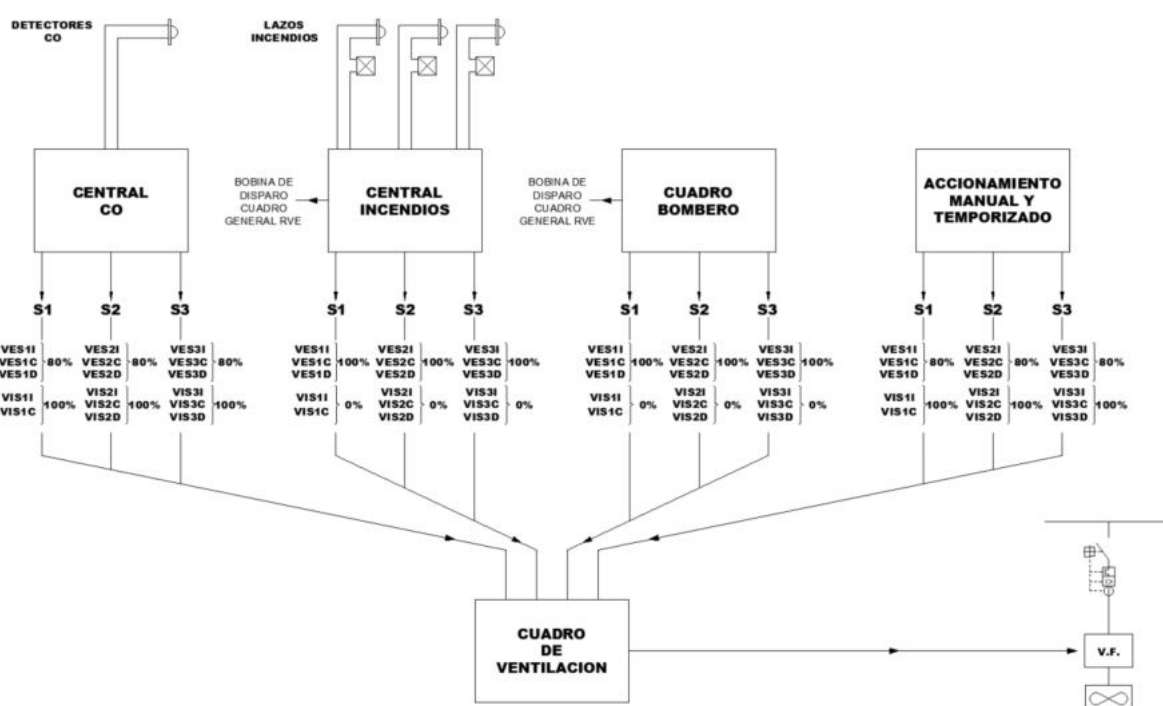 DETECTORES
CO
LAZOS
INCENDIOS
CENTRAL
CO
BOBINA DE
DISPARO
CUADRO
GENERAL RVE
CENTRAL
INCENDIOS
BOBINA DE
DISPARO
CUADRO
GENERAL RVE
CUADRO
BOMBERO
ACCIONAMIENTO
MANUAL Y
TEMPORIZADO
S1 S2 S3 S1 S2 S3 S1 S2 S3 S1 S2 S3
VES1I VES2I VES3I VES1I VES2I VES3I VES1I VES2I VES3I VES1I VES2I VES3I
VES1C 80% VES2C 80% VES3C 80% VES1C 100% VES2C 100% VES3C 100% VES1C 100% VES2C 100% VES3C 100% VES1C 80% VES2C 80% VES3C 80%
VES1D VES2D VES3D VES1D VES2D VES3D VES1D VES2D VES3D VES1D VES2D VES3D
VIS1I VIS2I VIS3I VIS1I VIS2I VIS3I VIS1I VIS2I VIS3I VIS1I VIS2I VIS3I
VIS1C 100% VIS2C 100% VIS3C 100% VIS1C 0% VIS2C 0% VIS3C 0% VIS1C 0% VIS2C 0% VIS3C 0% VIS1C 100% VIS2C 100% VIS3C 100%
VIS2D VIS3D VIS2D VIS3D VIS2D VIS3D VIS2D VIS3D
CUADRO
DE
VENTILACION
V.F.